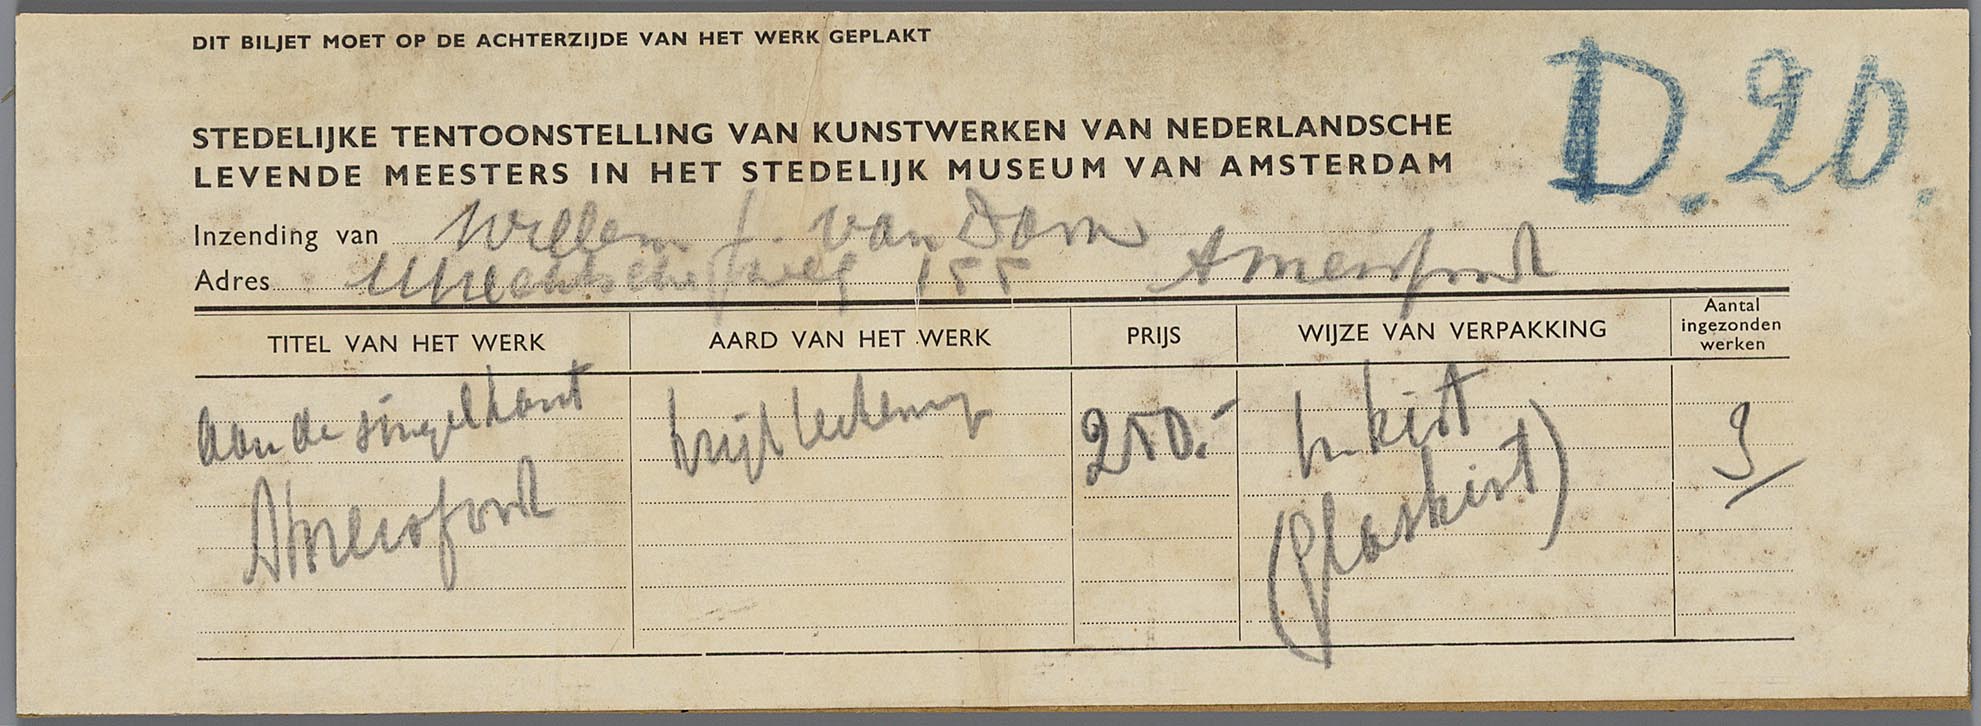 DIT BILJET MOET OP DE ACHTERZIJDE VAN HET WERK GEPLAKT
D.20.
STEDELIJKE TENTOONSTELLING VAN KUNSTWERKEN VAN NEDERLANDSCHE
LEVENDE MEESTERS IN HET STEDELIJK MUSEUM VAN AMSTERDAM
Inzending van Willem J. van Dam
Adres Utrechtscheweg 155 Amersfoort
TITEL VAN HET WERK AARD VAN HET WERK PRIJS WIJZE VAN VERPAKKING Aantal ingezonden werken
aan de singelkant krijtteekening 250.- In kist 3
Amersfoort (glaskist)